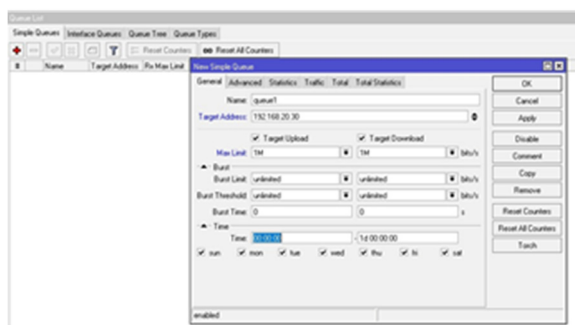 Queue List
Simple Queues Interface Queues Queue Tree Queue Types
Reset Counters 00 Reset All Counters
# Name Target Address Rx Max Limit
New Simple Queue
General Advanced Statistics Traffic Total Total Statistics
Name: queue1
Target Address: 192.168.20.30
Target Upload Target Download
Max Limit: 1M 1M bits/s
Burst
Burst Limit: unlimited unlimited bits/s
Burst Threshold: unlimited unlimited bits/s
Burst Time: 0 0 s
Time
Time: 00:00:00 - 1d 00:00:00
sun mon tue wed thu fri sat
enabled
OK
Cancel
Apply
Disable
Comment
Copy
Remove
Reset Counters
Reset All Counters
Torch